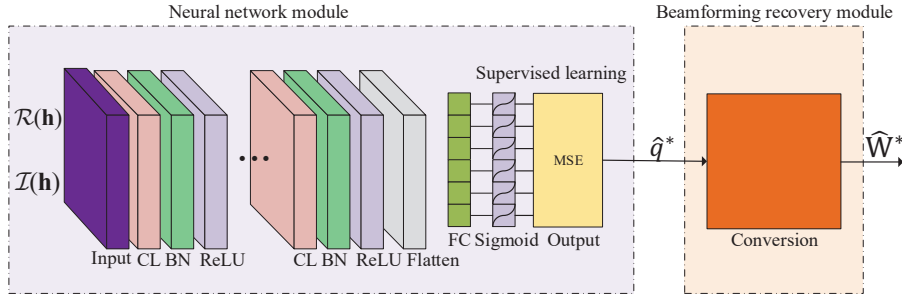 Neural network module
Beamforming recovery module
Supervised learning
ℛ(𝐡)
ℐ(𝐡)
...
MSE
q̂*
Ŵ*
Input CL BN ReLU
CL BN ReLU Flatten
FC Sigmoid Output
Conversion